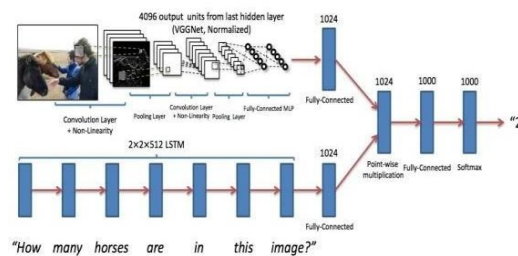 4096 output units from last hidden layer
(VGGNet, Normalized)
1024
Convolution Layer
+ Non-Linearity
Pooling Layer
Convolution Layer
+ Non-Linearity
Pooling Layer
Fully-Connected MLP
Fully-Connected
2×2×512 LSTM
1024
Fully-Connected
1024
1000
1000
Point-wise
multiplication
Fully-Connected
Softmax
"2
"How many horses are in this image?"